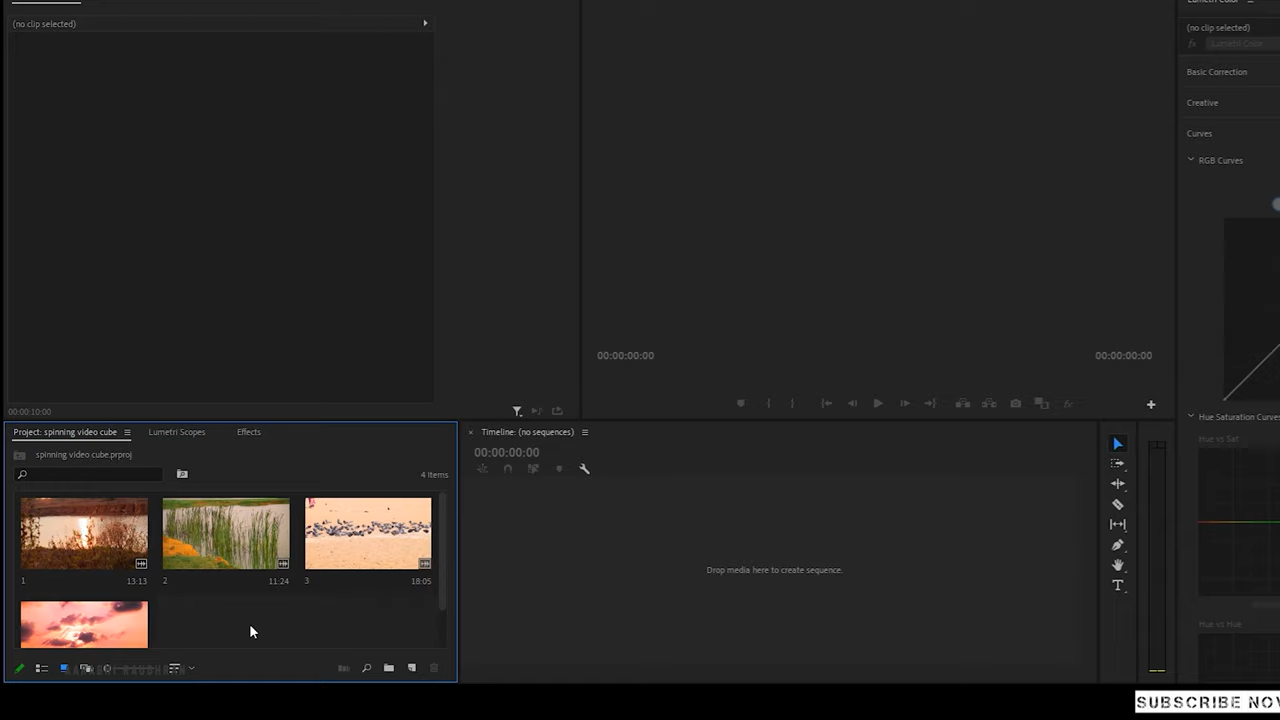 Lumetri Color
(no clip selected)
(no clip selected)
fx Lumetri Color
Basic Correction
Creative
Curves
RGB Curves
00:00:00:00
00:00:00:00
fx
00:00:10:00
Hue Saturation Curves
Hue vs Sat
Project: spinning video cube
Lumetri Scopes
Effects
Timeline: (no sequences)
spinning video cube.prproj
00:00:00:00
4 Items
Drop media here to create sequence.
1
13:13
2
11:24
3
18:05
T
Hue vs Hue
SUBSCRIBE NO